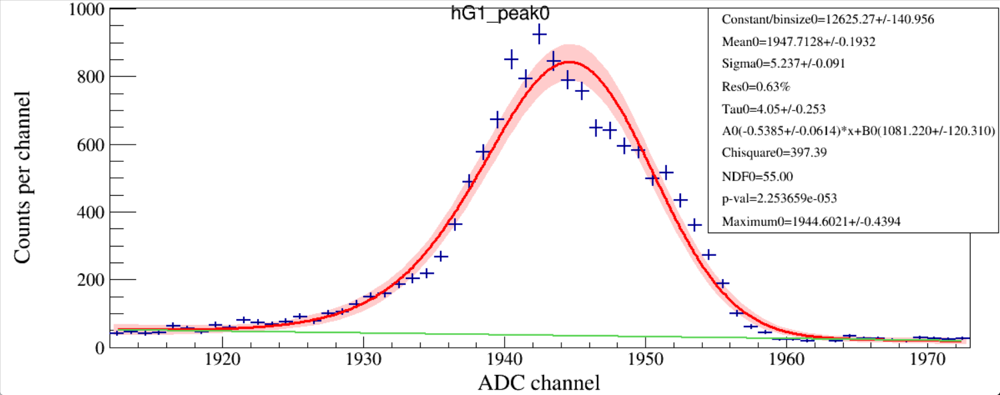 hG1_peak0
Constant/binsize0=12625.27+/-140.956
Mean0=1947.7128+/-0.1932
Sigma0=5.237+/-0.091
Res0=0.63%
Tau0=4.05+/-0.253
A0(-0.5385+/-0.0614)*x+B0(1081.220+/-120.310)
Chisquare0=397.39
NDF0=55.00
p-val=2.253659e-053
Maximum0=1944.6021+/-0.4394
Counts per channel
1000
800
600
400
200
0
1920 1930 1940 1950 1960 1970
ADC channel